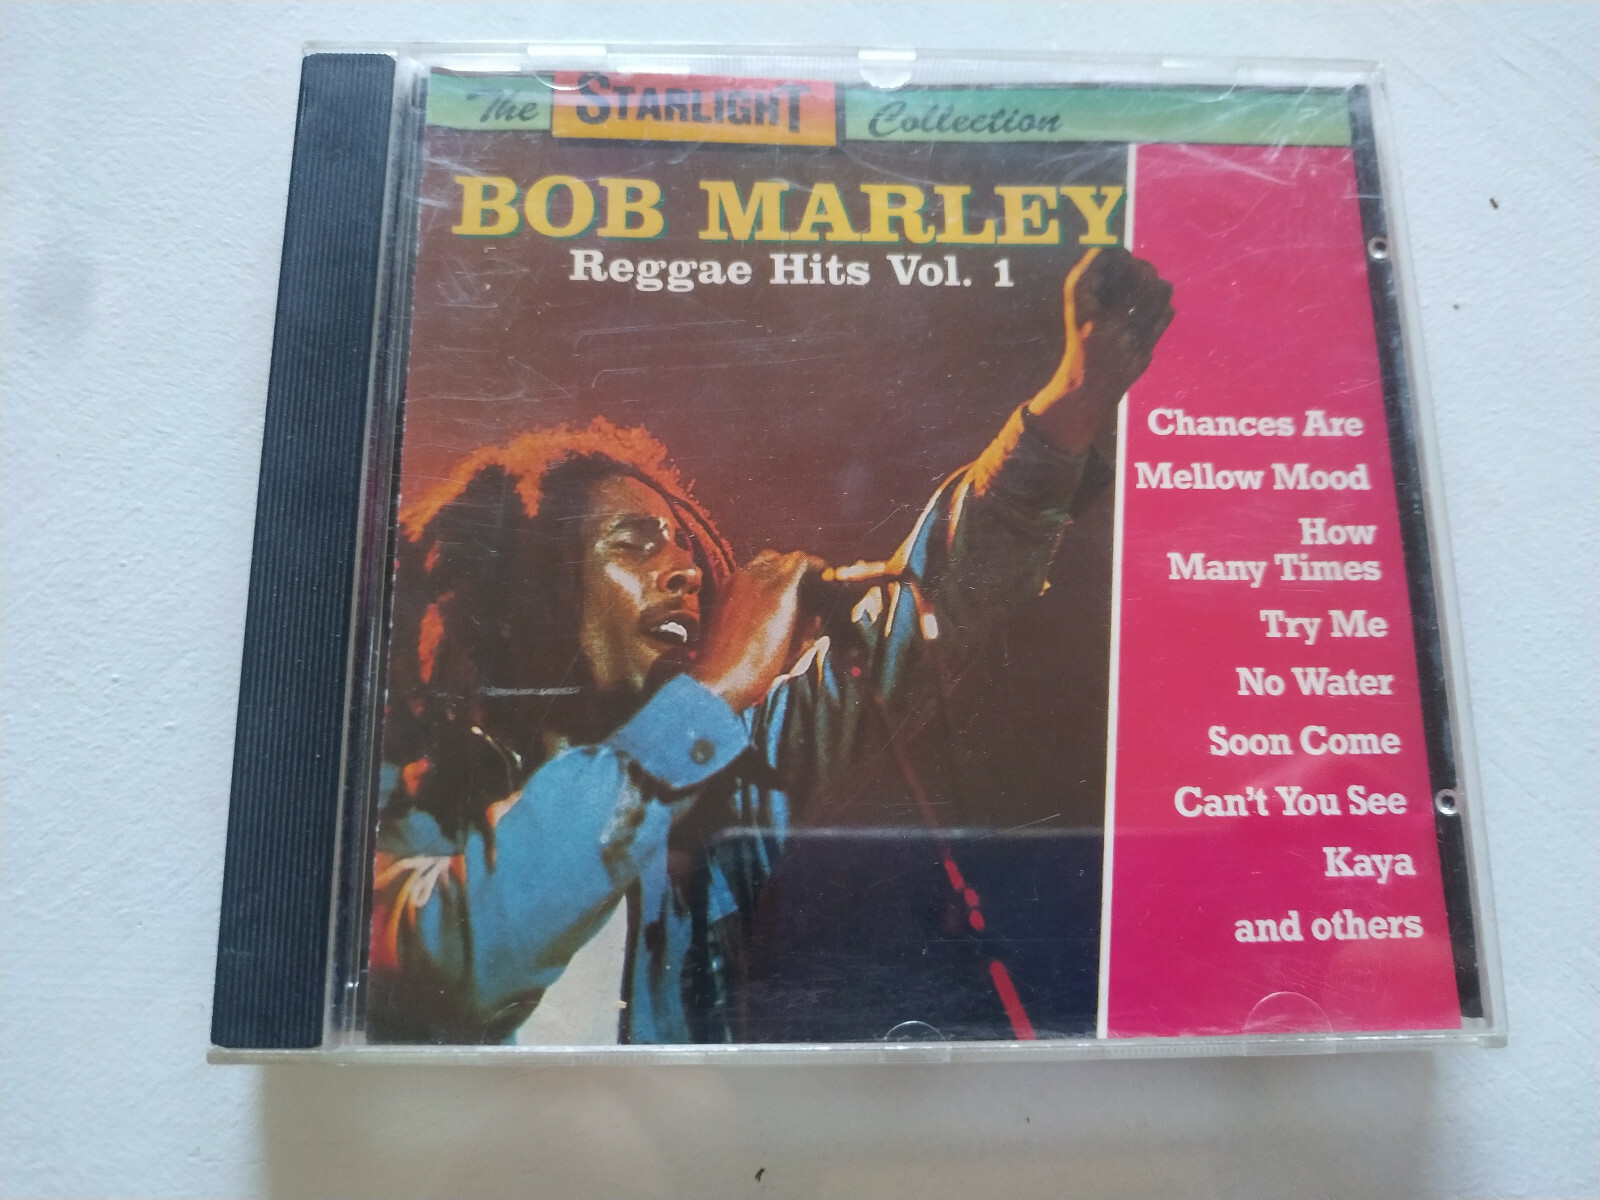 The STARLIGHT Collection
BOB MARLEY
Reggae Hits Vol. 1
Chances Are
Mellow Mood
How
Many Times
Try Me
No Water
Soon Come
Can't You See
Kaya
and others